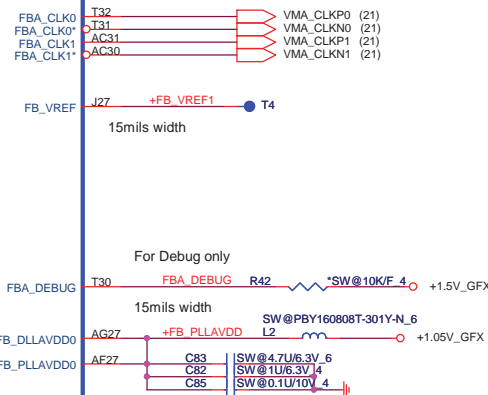 FBA_CLK0 T32 VMA_CLKP0 (21)
FBA_CLK0* T31 VMA_CLKN0 (21)
FBA_CLK1 AC31 VMA_CLKP1 (21)
FBA_CLK1* AC30 VMA_CLKN1 (21)
FB_VREF J27 +FB_VREF1 T4
15mils width
For Debug only
FBA_DEBUG T30 FBA_DEBUG R42 *SW@10K/F_4 +1.5V_GFX
15mils width
SW@PBY160808T-301Y-N_6
FB_DLLAVDD0 AG27 +FB_PLLAVDD L2 +1.05V_GFX
FB_PLLAVDD0 AF27 C83 SW@4.7U/6.3V_6
C82 SW@1U/6.3V_4
C85 SW@0.1U/10V_4